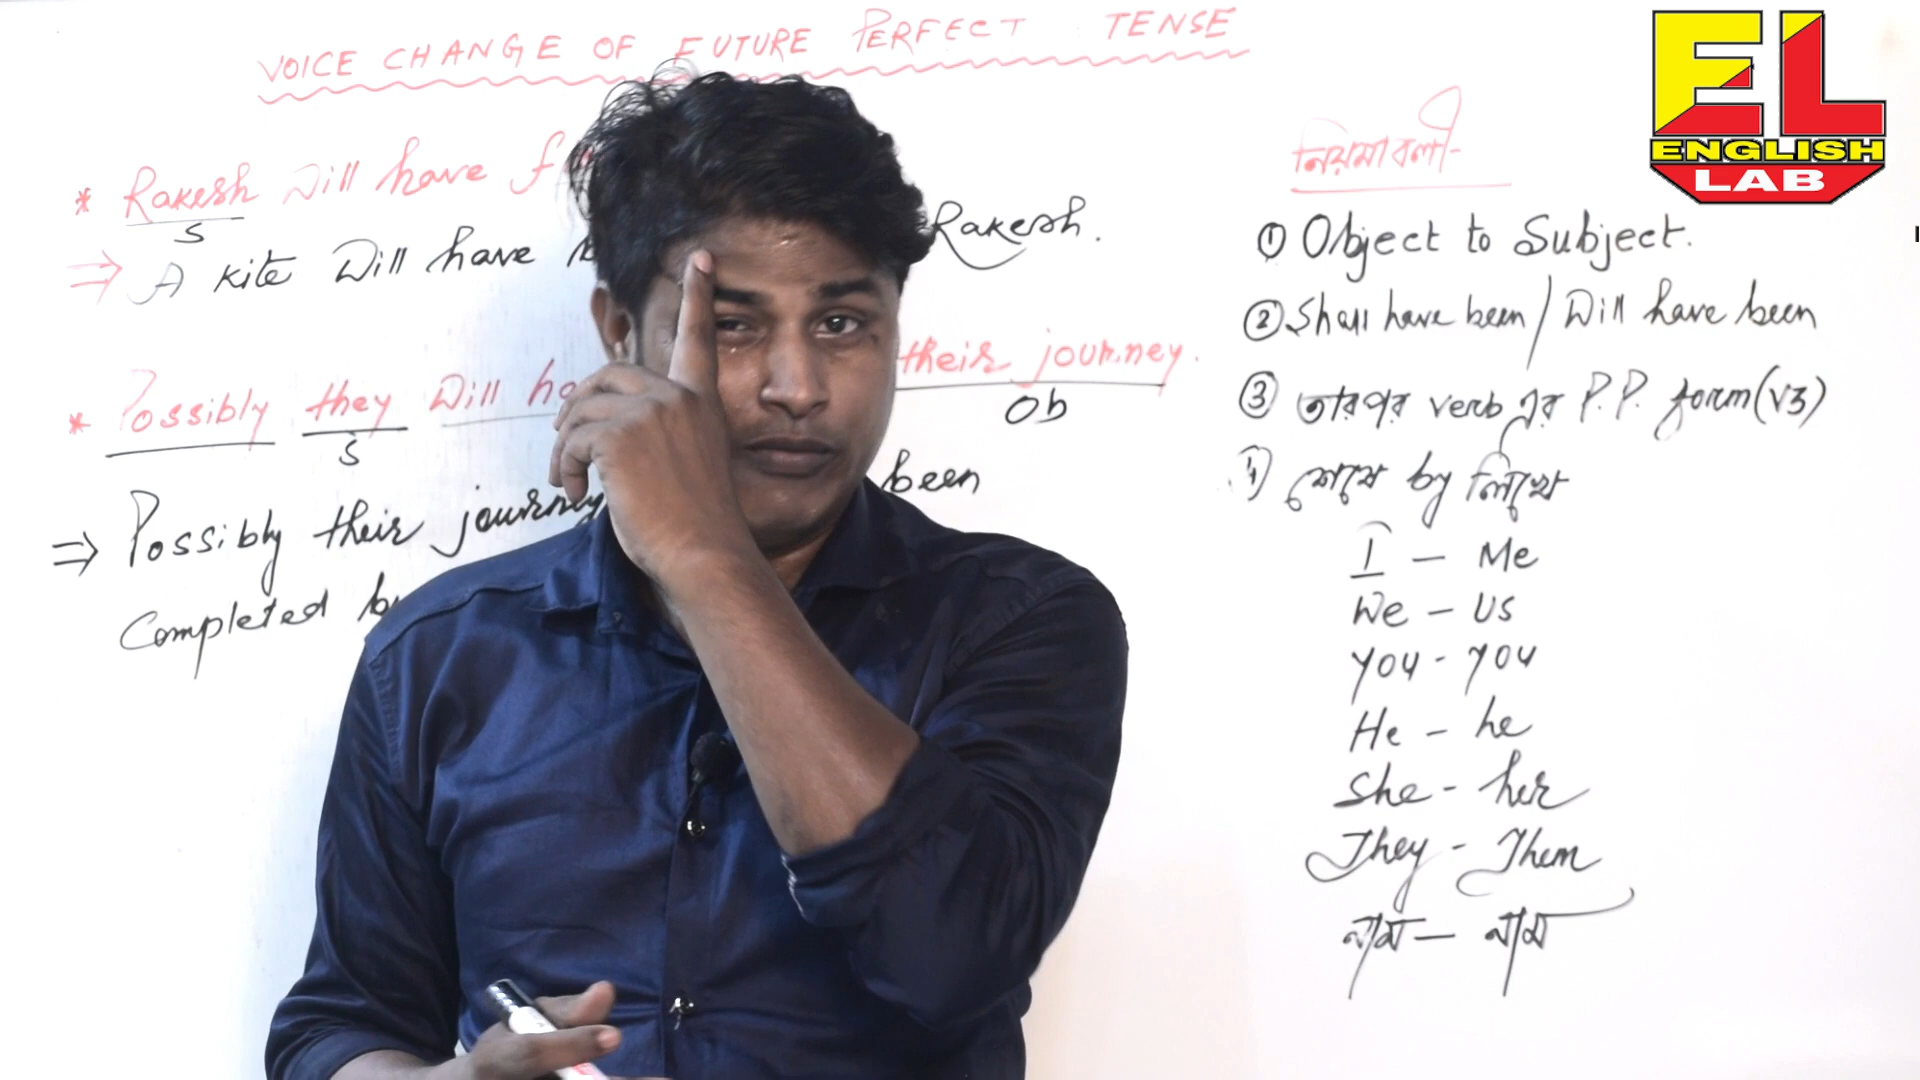 VOICE CHANGE OF FUTURE PERFECT TENSE
* Rakesh Will have
S
⇒ A kite Will have Rakesh.
* Possibly they Will their journey.
S Ob
⇒ Possibly their journey been
Completed
EL
ENGLISH
LAB
নিয়মাবলী-
① Object to Subject.
② Shall have been / Will have been
③ তারপর verb এর P.P. form (v3)
④ শেষে by লিখে
I - Me
We - US
you - you
He - he
She - her
They - Them
নাম - নাম